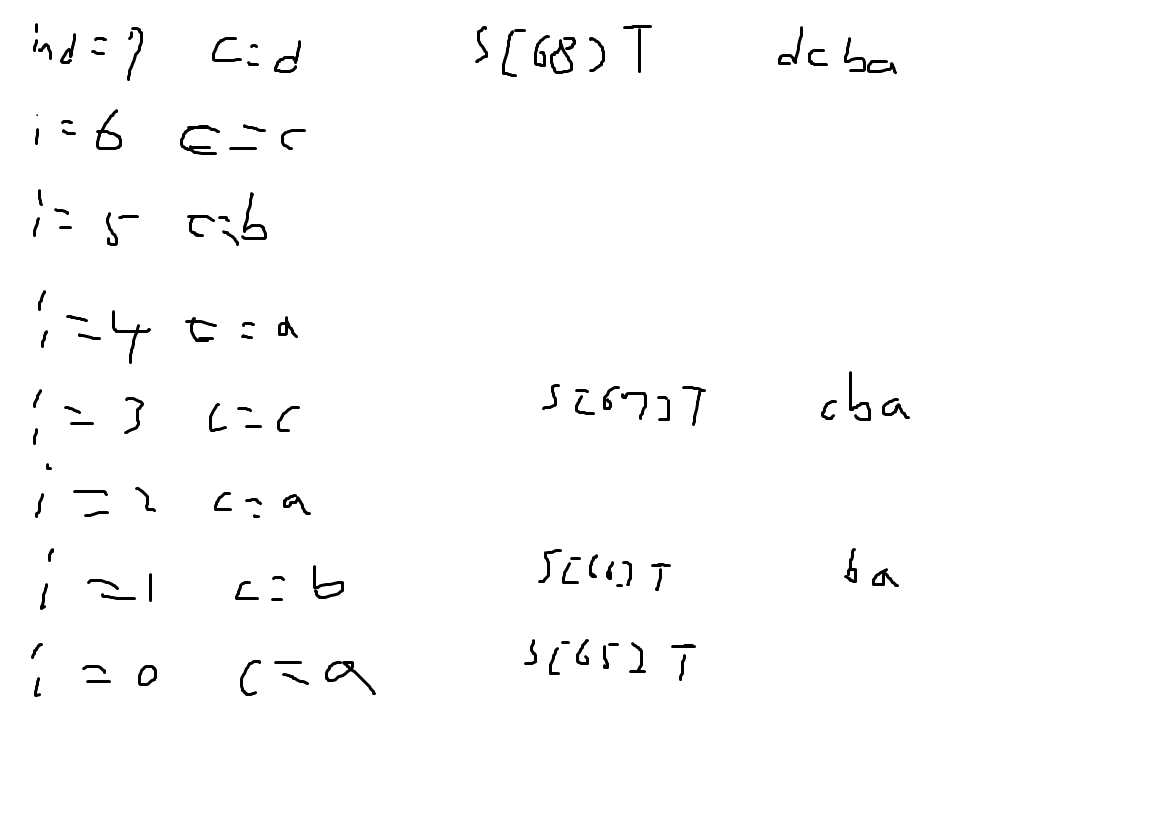 ind = 7 c = d s[68] T dcba
i = 6 c = c
i = 5 c = b
i = 4 c = a
i = 3 c = c s[67] T cba
i = 2 c = a
i = 1 c = b s[66] T ba
i = 0 c = a s[65] T